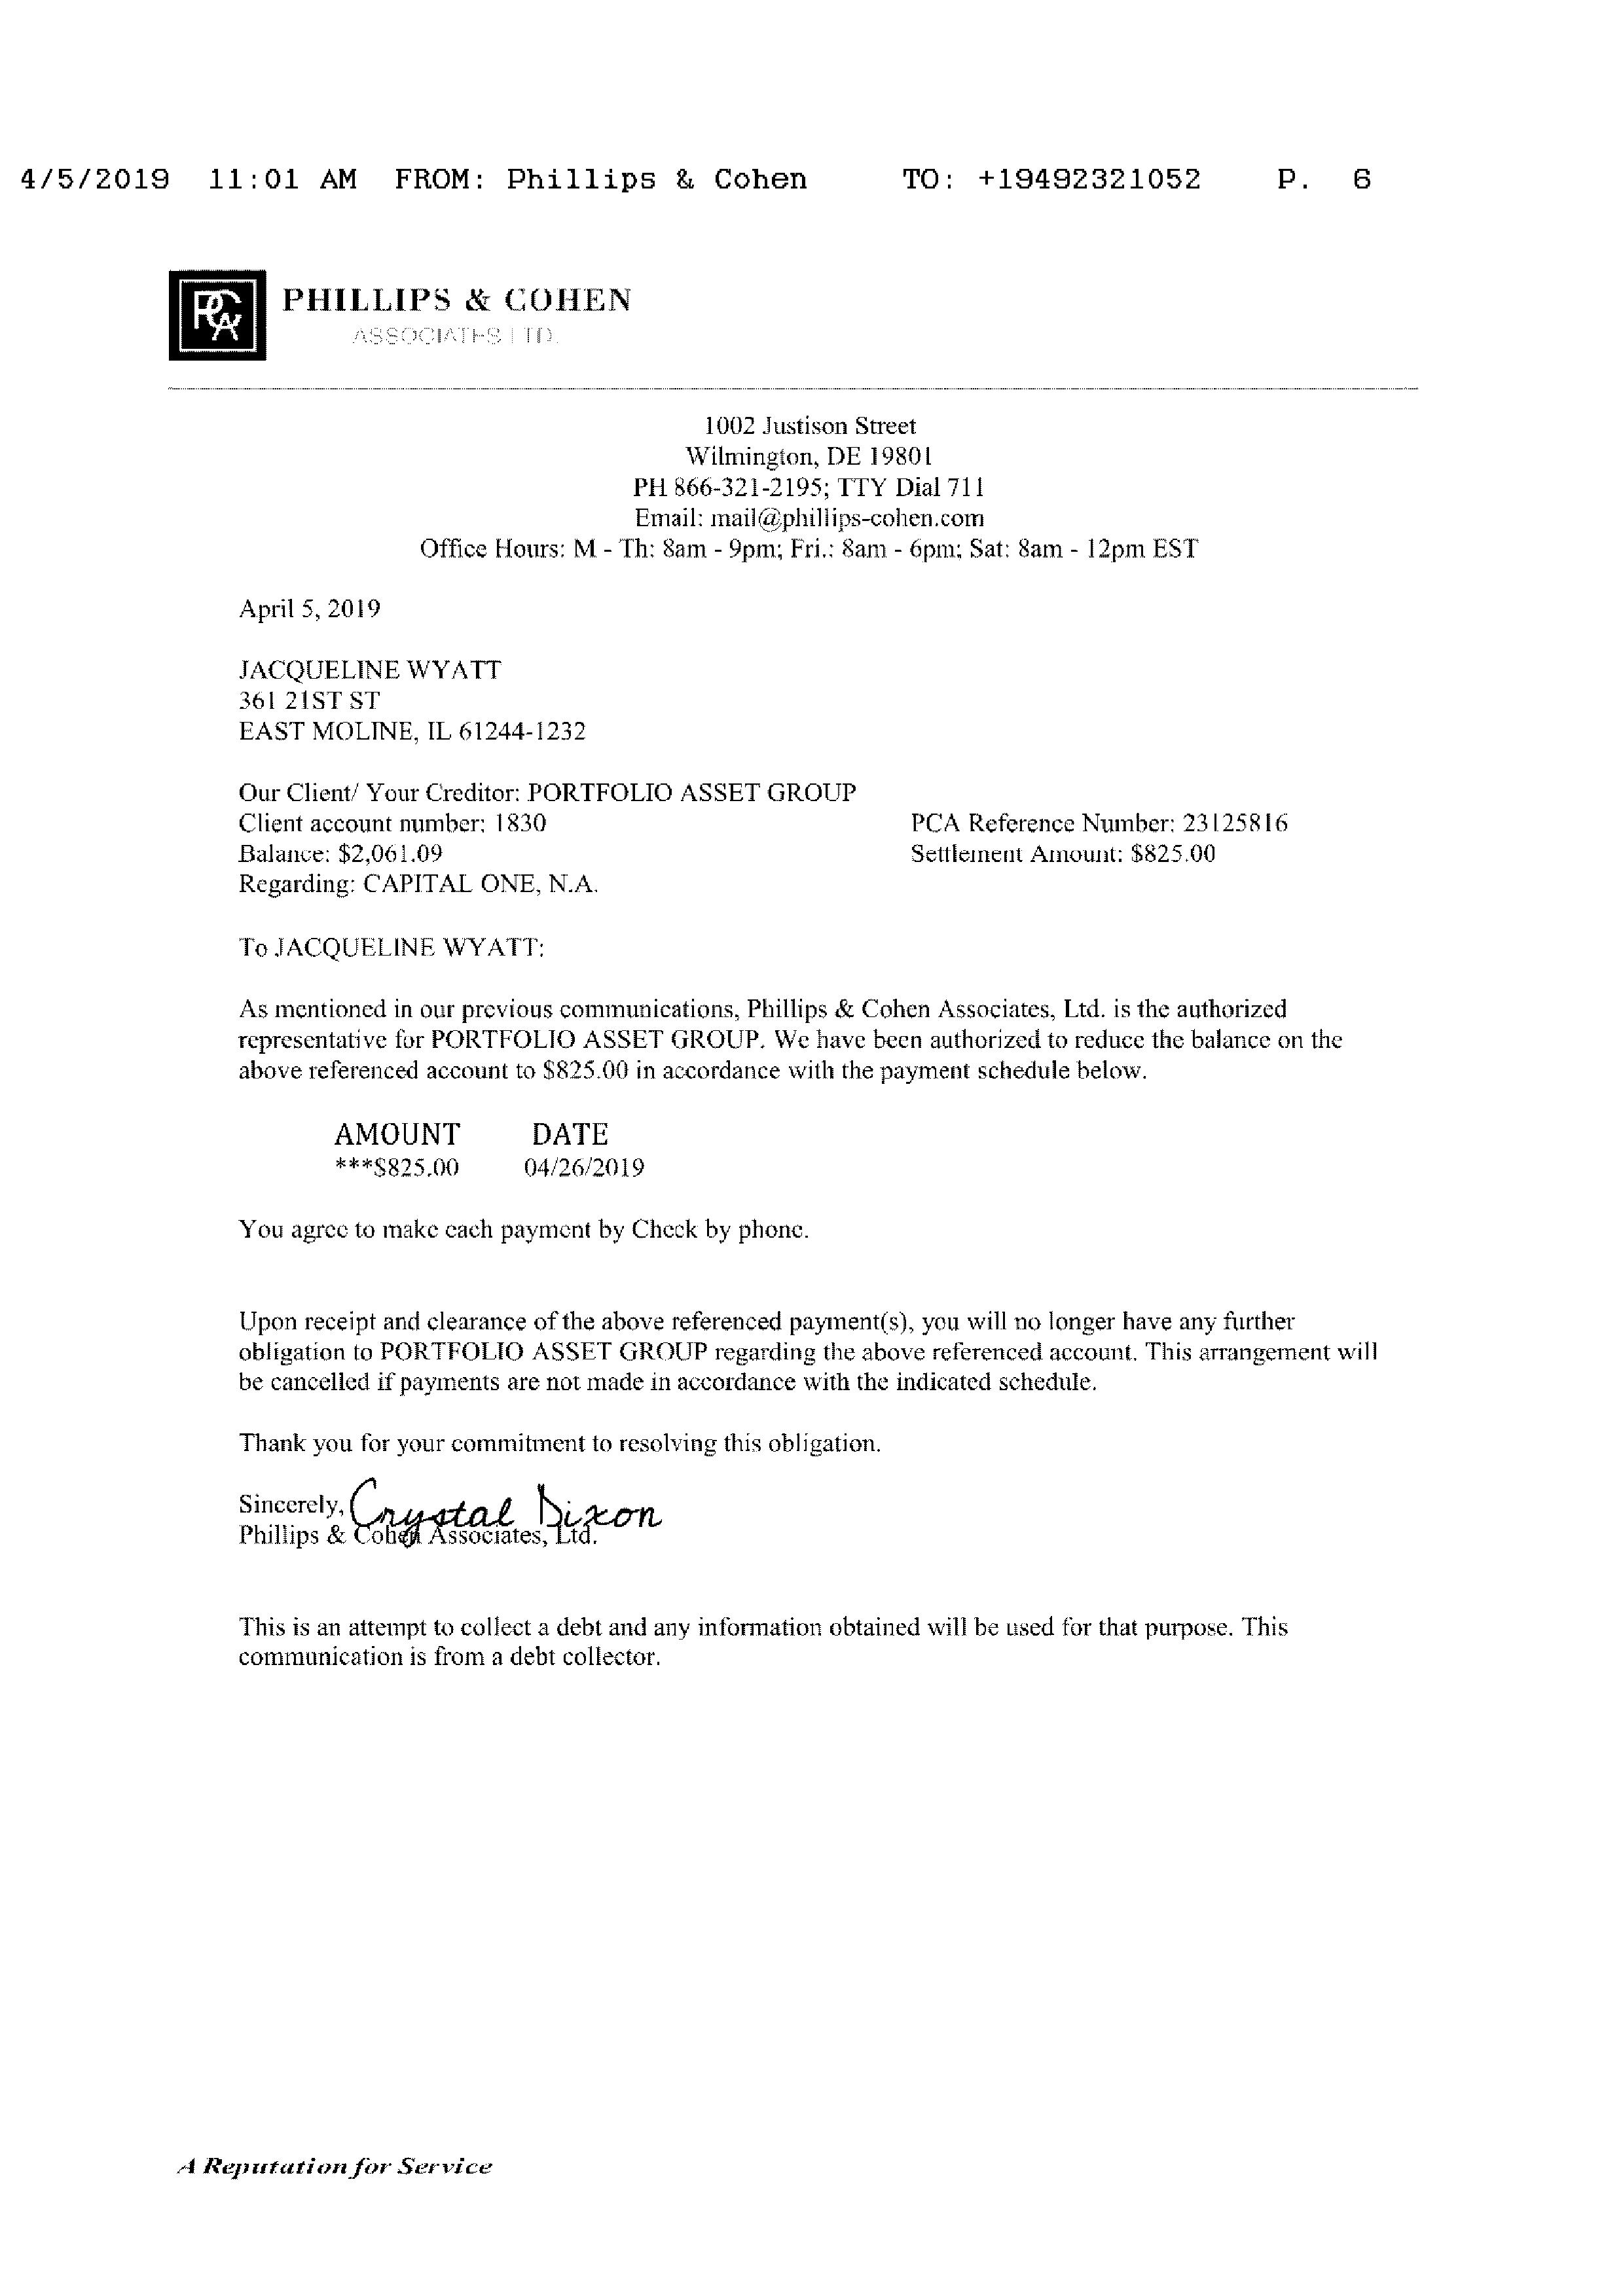 4/5/2019 11:01 AM FROM: Phillips & Cohen TO: +19492321052 P. 6
PCA
PHILLIPS & COHEN
ASSOCIATES LTD.
1002 Justison Street
Wilmington, DE 19801
PH 866-321-2195; TTY Dial 711
Email: mail@phillips-cohen.com
Office Hours: M - Th: 8am - 9pm; Fri.: 8am - 6pm; Sat: 8am - 12pm EST
April 5, 2019
JACQUELINE WYATT
361 21ST ST
EAST MOLINE, IL 61244-1232
Our Client/ Your Creditor: PORTFOLIO ASSET GROUP
Client account number: 1830 PCA Reference Number: 23125816
Balance: $2,061.09 Settlement Amount: $825.00
Regarding: CAPITAL ONE, N.A.
To JACQUELINE WYATT:
As mentioned in our previous communications, Phillips & Cohen Associates, Ltd. is the authorized
representative for PORTFOLIO ASSET GROUP. We have been authorized to reduce the balance on the
above referenced account to $825.00 in accordance with the payment schedule below.
AMOUNT DATE
***$825.00 04/26/2019
You agree to make each payment by Check by phone.
Upon receipt and clearance of the above referenced payment(s), you will no longer have any further
obligation to PORTFOLIO ASSET GROUP regarding the above referenced account. This arrangement will
be cancelled if payments are not made in accordance with the indicated schedule.
Thank you for your commitment to resolving this obligation.
Sincerely, Crystal Dixon
Phillips & Cohen Associates, Ltd.
This is an attempt to collect a debt and any information obtained will be used for that purpose. This
communication is from a debt collector.
A Reputation for Service